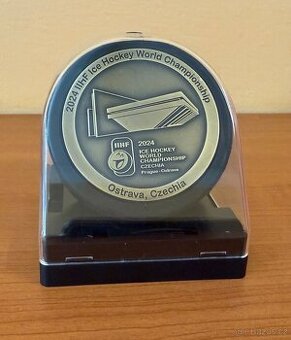 2024 IIHF Ice Hockey World Championship
IIHF
2024
ICE HOCKEY
WORLD
CHAMPIONSHIP
CZECHIA
Prague - Ostrava
Ostrava, Czechia